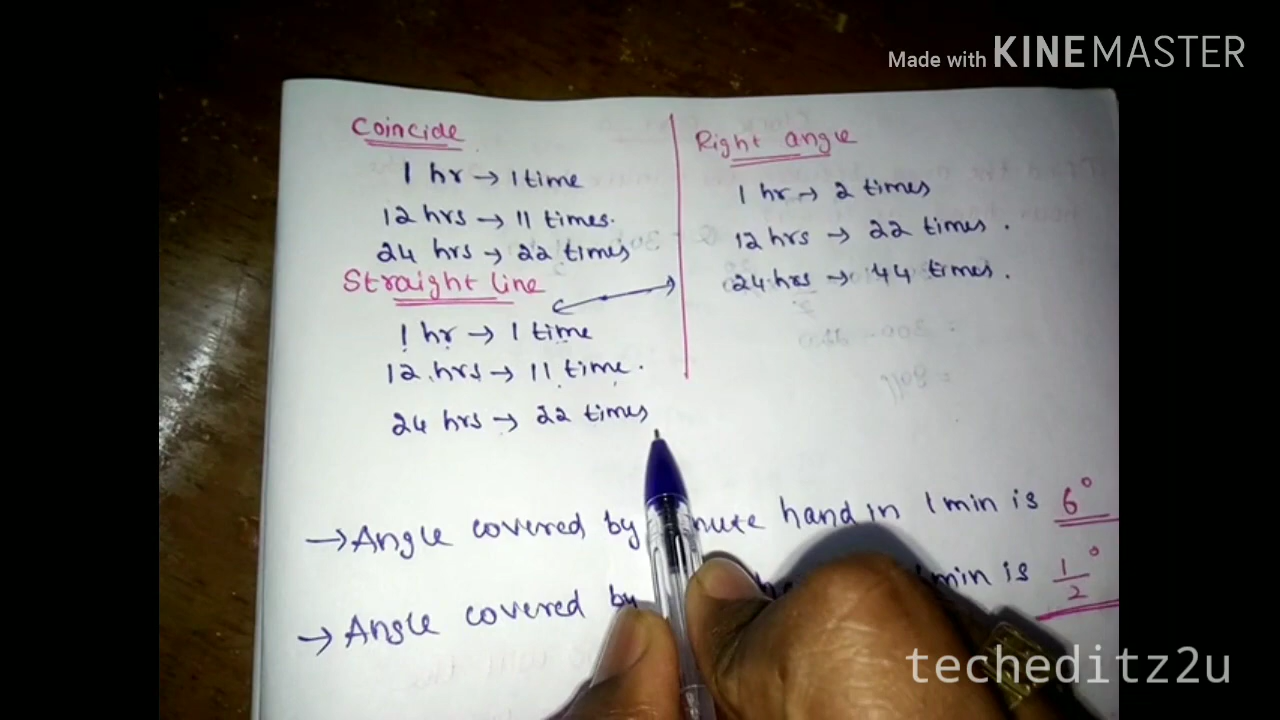 Made with KINEMASTER
Coincide
1 hr → 1 time
12 hrs → 11 times.
24 hrs → 22 times
Straight line
1 hr → 1 time
12 hrs → 11 time.
24 hrs → 22 times
Right angle
1 hr → 2 times
12 hrs → 22 times.
24 hrs → 44 times.
→ Angle covered by hand in 1 min is 6°
→ Angle covered by min is 1/2°
techeditz2u